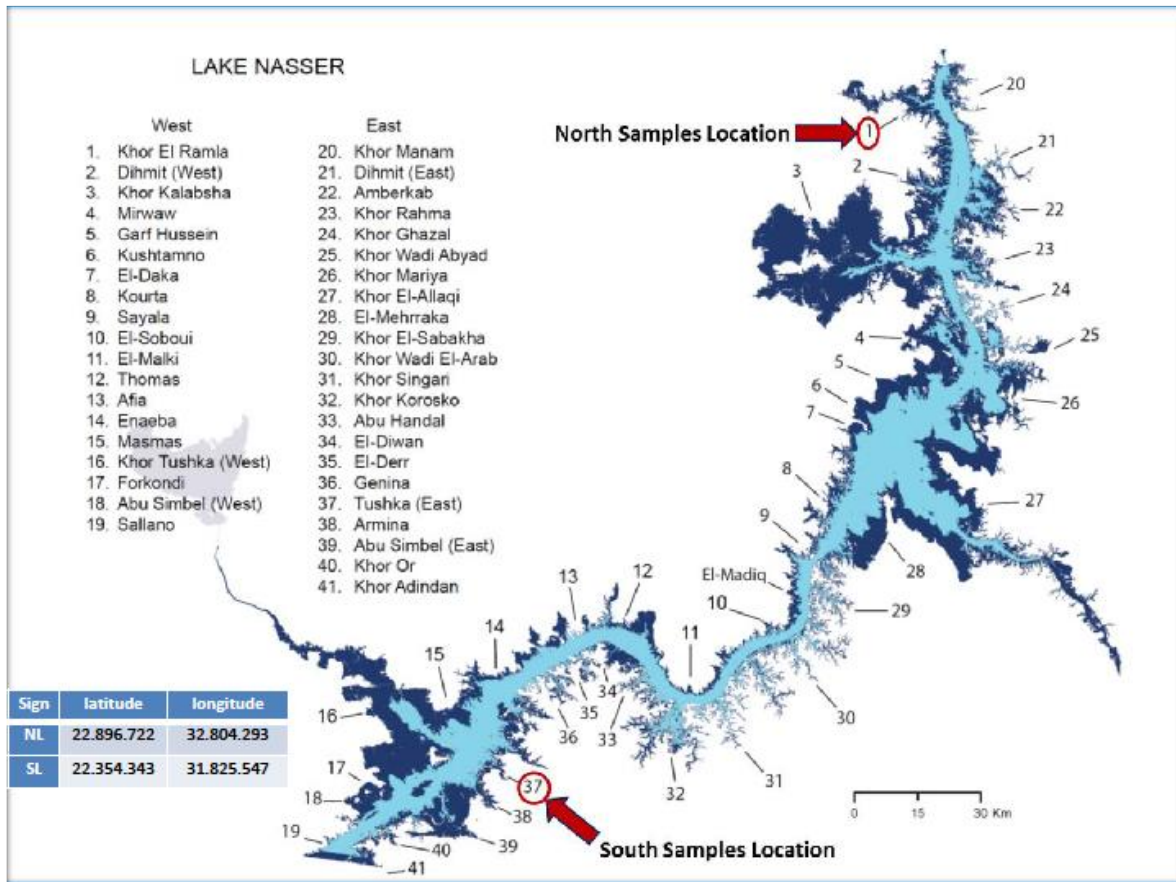 LAKE NASSER
West
1. Khor El Ramla
2. Dihmit (West)
3. Khor Kalabsha
4. Mirwaw
5. Garf Hussein
6. Kushtamno
7. El-Daka
8. Kourta
9. Sayala
10. El-Soboui
11. El-Malki
12. Thomas
13. Afia
14. Enaeba
15. Masmas
16. Khor Tushka (West)
17. Forkondi
18. Abu Simbel (West)
19. Sallano
East
20. Khor Manam
21. Dihmit (East)
22. Amberkab
23. Khor Rahma
24. Khor Ghazal
25. Khor Wadi Abyad
26. Khor Mariya
27. Khor El-Allaqi
28. El-Mehrraka
29. Khor El-Sabakha
30. Khor Wadi El-Arab
31. Khor Singari
32. Khor Korosko
33. Abu Handal
34. El-Diwan
35. El-Derr
36. Genina
37. Tushka (East)
38. Armina
39. Abu Simbel (East)
40. Khor Or
41. Khor Adindan
North Samples Location
1
20
21
2
3
22
23
24
4
25
5
6
26
7
8
27
9
28
El-Madiq
29
10
12
13
11
14
15
34
35
33
36
30
16
31
32
17
37
18
38
19
40
39
41
0 15 30 Km
South Samples Location
Sign latitude longitude
NL 22.896.722 32.804.293
SL 22.354.343 31.825.547